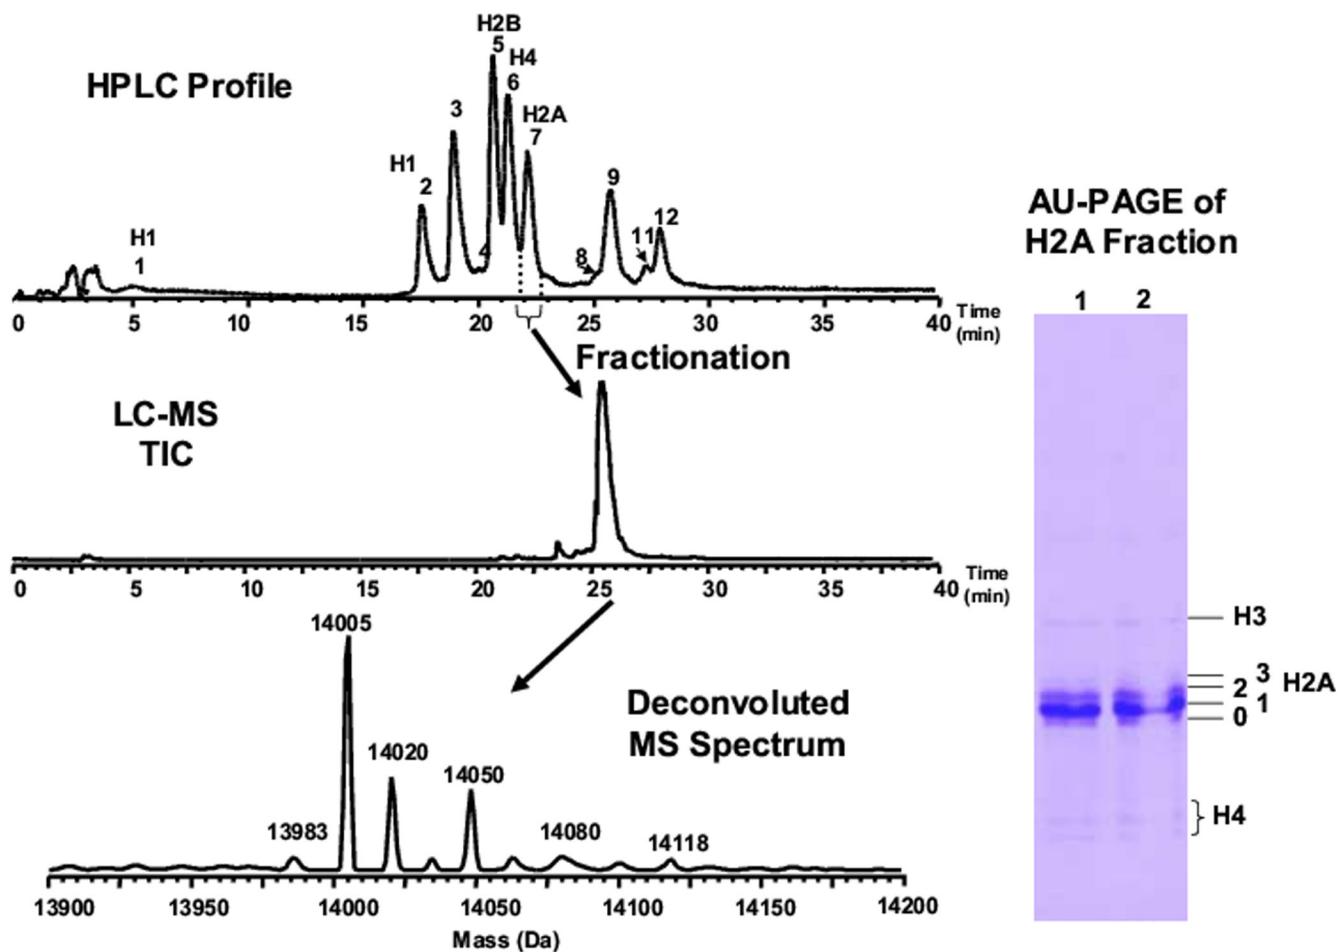 HPLC Profile
H1
1
H1
2
3
4
H2B
5
H4
6
H2A
7
8
9
11
12
0
5
10
15
20
25
30
35
40
Time
(min)
Fractionation
LC-MS
TIC
0
5
10
15
20
25
30
35
40
Time
(min)
Deconvoluted
MS Spectrum
13983
14005
14020
14050
14080
14118
13900
13950
14000
14050
14100
14150
14200
Mass (Da)
AU-PAGE of
H2A Fraction
1 2
H3
3
2
1
0
H2A
H4